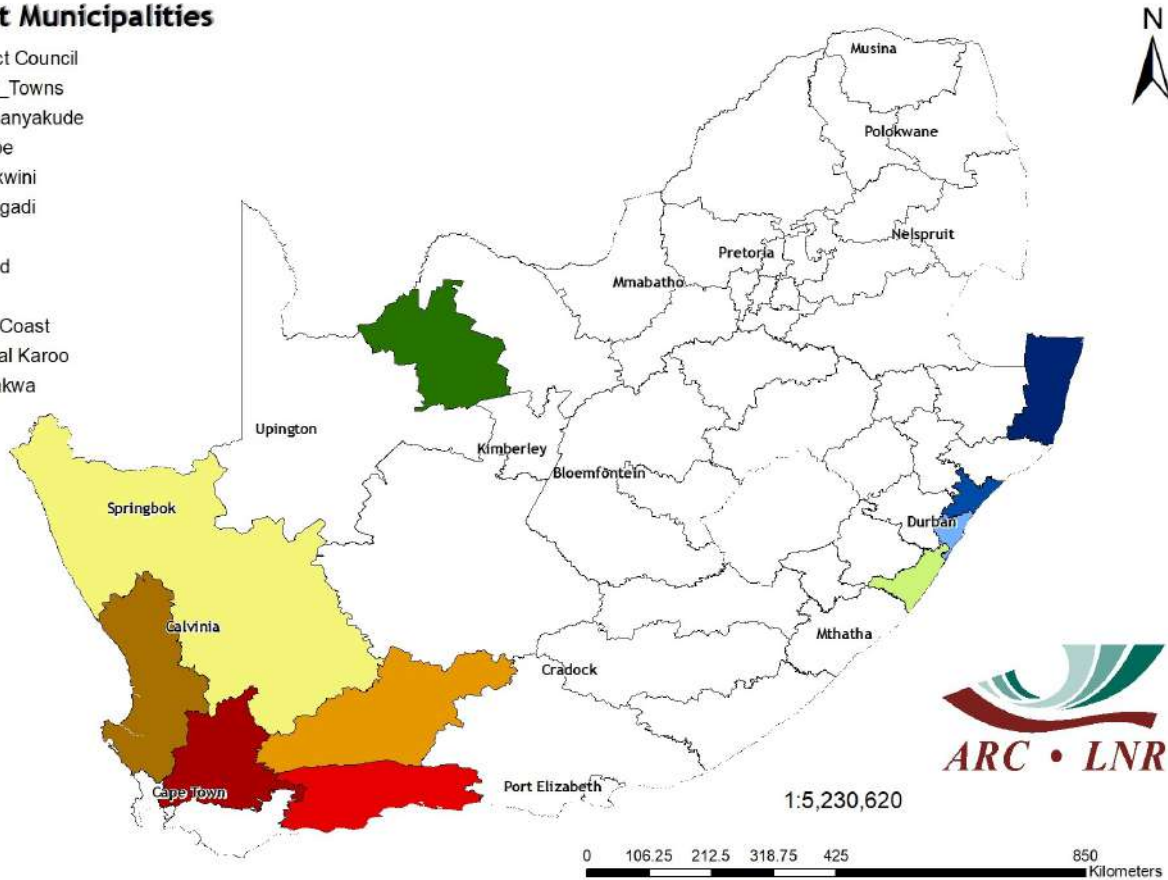 t Municipalities
ct Council
_Towns
anyakude
pe
kwini
gadi
d
Coast
al Karoo
akwa
N
Musina
Polokwane
Nelspruit
Pretoria
Mmabatho
Upington
Kimberley
Bloemfontein
Springbok
Durban
Calvinia
Mthatha
Cradock
Cape Town
Port Elizabeth
ARC • LNR
1:5,230,620
0 106.25 212.5 318.75 425 850
Kilometers